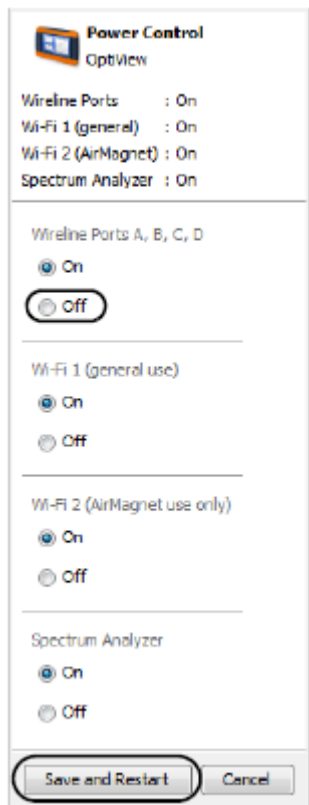 Power Control
OptiView
Wireline Ports : On
Wi-Fi 1 (general) : On
Wi-Fi 2 (AirMagnet) : On
Spectrum Analyzer : On
Wireline Ports A, B, C, D
On
Off
Wi-Fi 1 (general use)
On
Off
Wi-Fi 2 (AirMagnet use only)
On
Off
Spectrum Analyzer
On
Off
Save and Restart Cancel